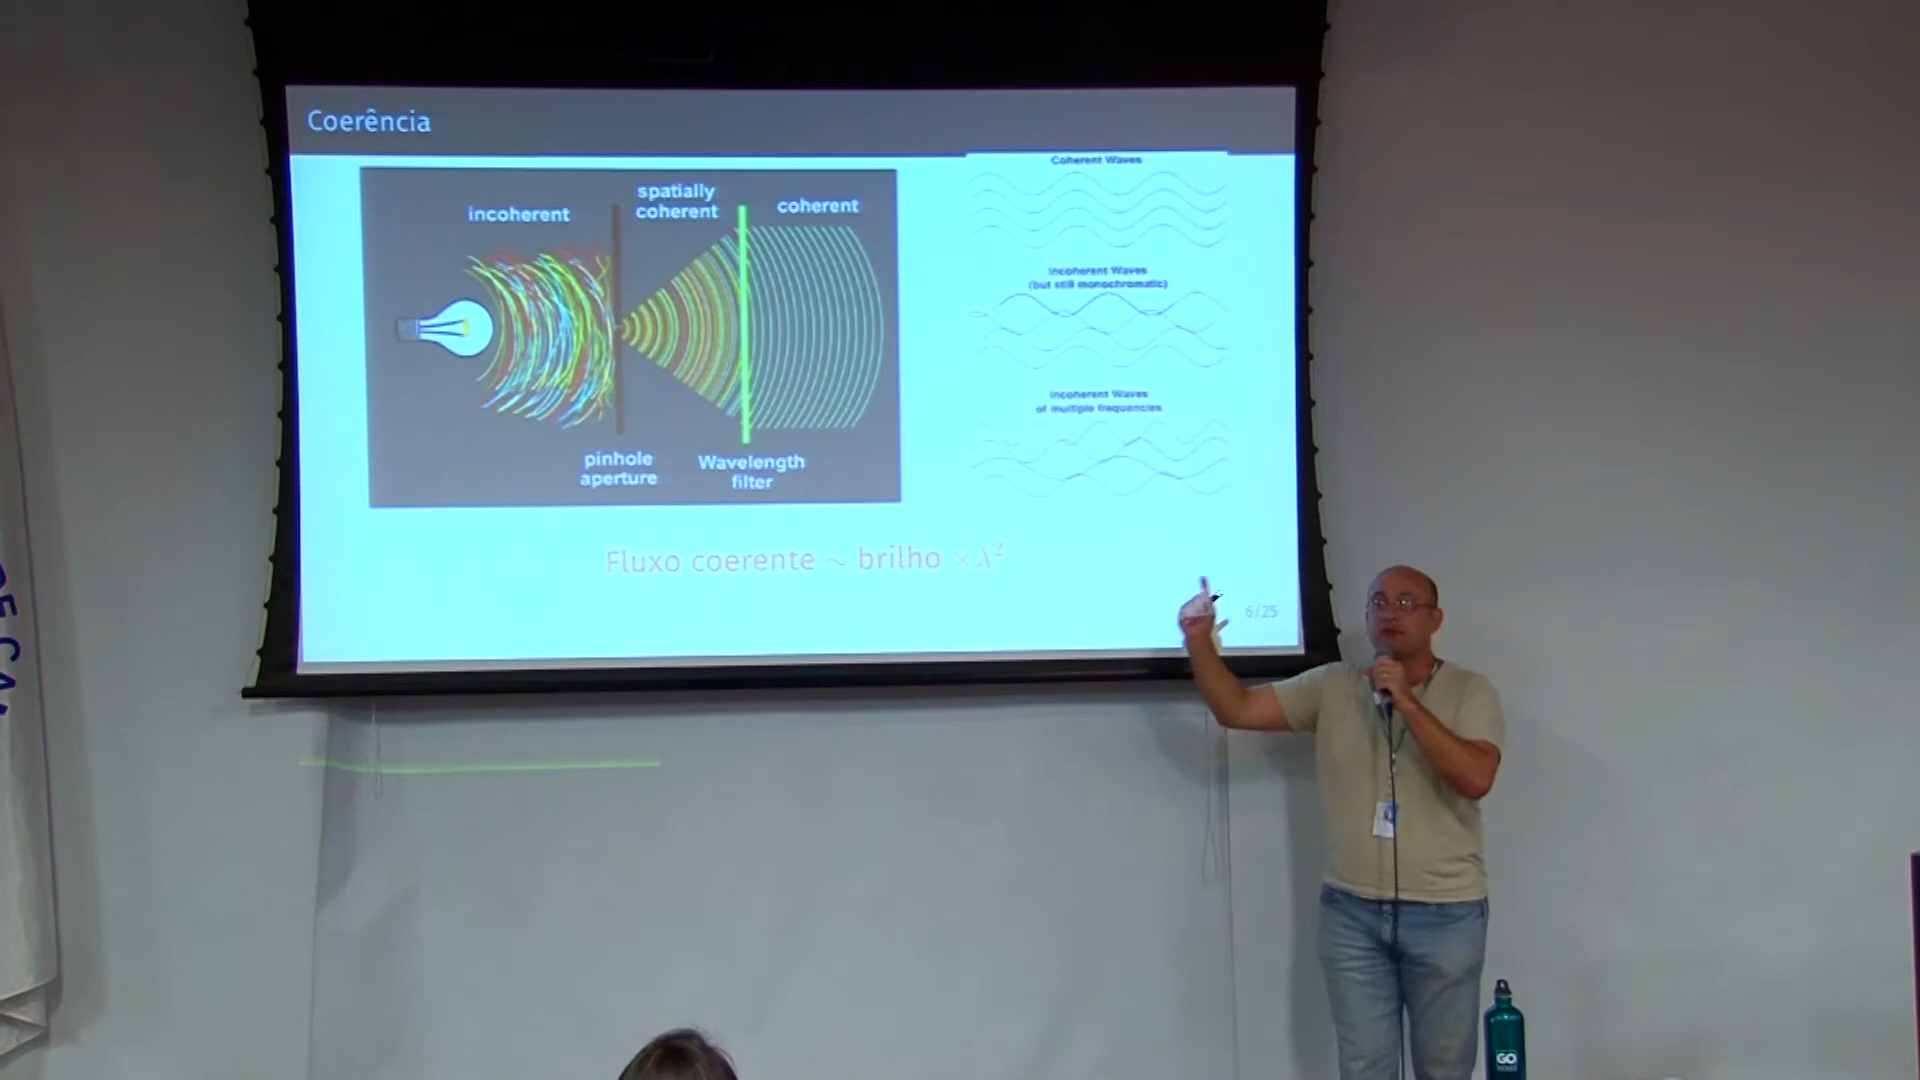 Coerência
incoherent
spatially
coherent
coherent
pinhole
aperture
Wavelength
filter
Coherent Waves
Incoherent Waves
(but still monochromatic)
Incoherent Waves
of multiple frequencies
Fluxo coerente ~ brilho × λ²
6/25
GO